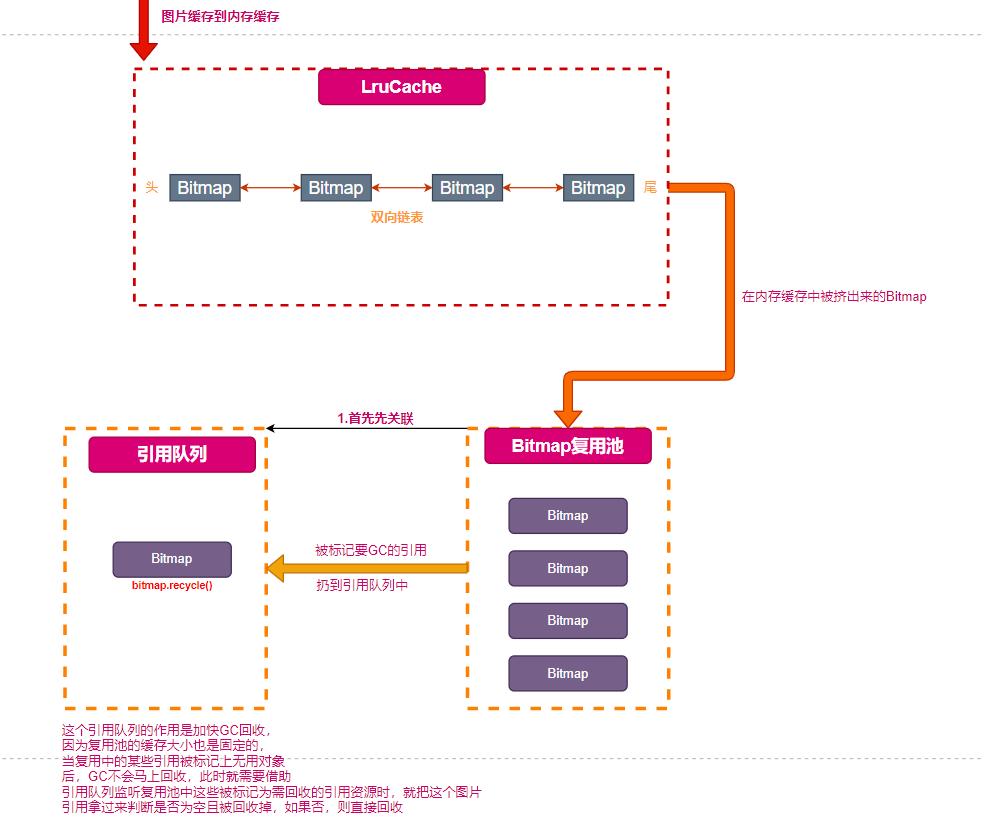 图片缓存到内存缓存
LruCache
头
Bitmap
Bitmap
Bitmap
Bitmap
尾
双向链表
在内存缓存中被挤出来的Bitmap
1.首先先关联
引用队列
Bitmap复用池
Bitmap
Bitmap
bitmap.recycle()
被标记要GC的引用
扔到引用队列中
Bitmap
Bitmap
Bitmap
这个引用队列的作用是加快GC回收，
因为复用池的缓存大小也是固定的，
当复用中的某些引用被标记上无用对象
后，GC不会马上回收，此时就需要借助
引用队列监听复用池中这些被标记为需回收的引用资源时，就把这个图片
引用拿过来判断是否为空且被回收掉，如果否，则直接回收